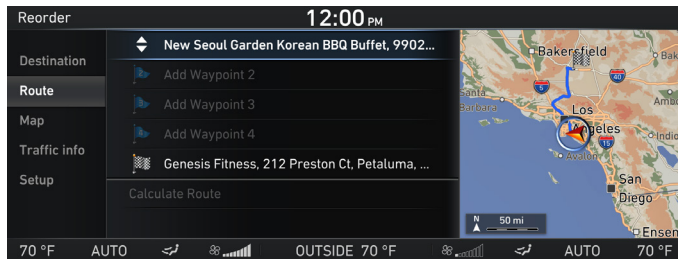 Reorder
12:00 PM
Destination
Route
Map
Traffic info
Setup
New Seoul Garden Korean BBQ Buffet, 9902...
Add Waypoint 2
Add Waypoint 3
Add Waypoint 4
Genesis Fitness, 212 Preston Ct, Petaluma, ...
Calculate Route
Bakersfield
Bak
40
5
Santa
Barbara
Ambo
Los
Angeles
15
Indio
Avalon
San
Diego
N
50 mi
Ensen
70 °F
AUTO
OUTSIDE 70 °F
AUTO
70 °F